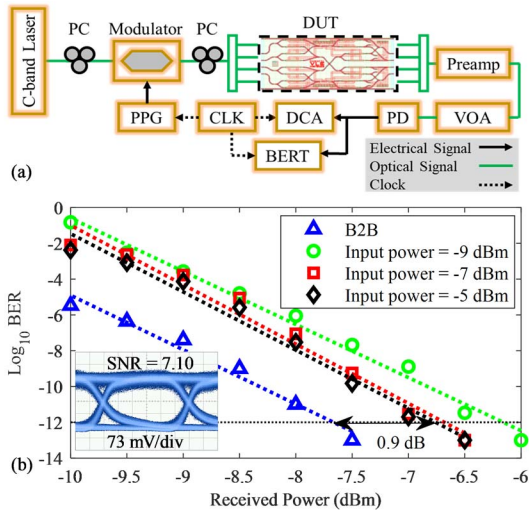 C-band Laser
PC
Modulator
PC
DUT
Preamp
PPG
CLK
DCA
PD
VOA
BERT
Electrical Signal
Optical Signal
Clock
(a)
Log10 BER
0
-2
-4
-6
-8
-10
-12
-14
B2B
Input power = -9 dBm
Input power = -7 dBm
Input power = -5 dBm
SNR = 7.10
73 mV/div
0.9 dB
(b)
-10
-9.5
-9
-8.5
-8
-7.5
-7
-6.5
-6
Received Power (dBm)